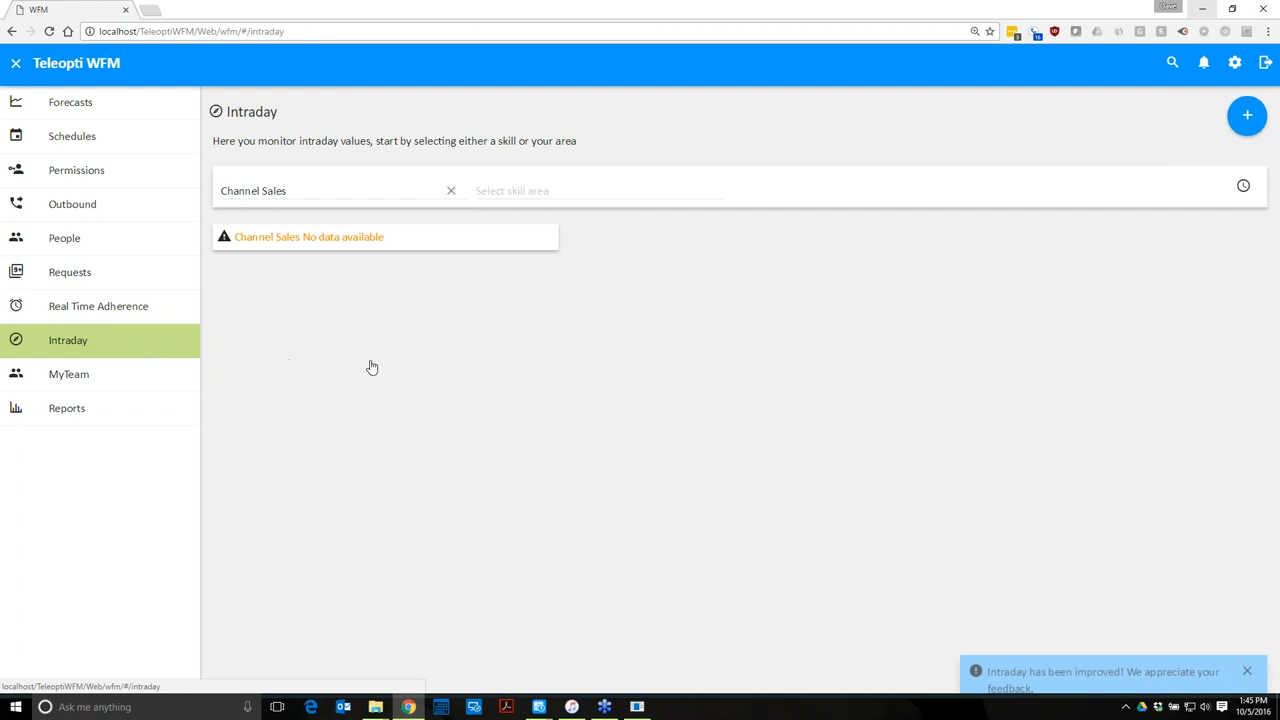 WFM
Dave
localhost/TeleoptiWFM/Web/wfm/#/intraday
Teleopti WFM
Forecasts
Schedules
Permissions
Outbound
People
Requests
Real Time Adherence
Intraday
MyTeam
Reports
Intraday
Here you monitor intraday values, start by selecting either a skill or your area
Channel Sales
Select skill area
Channel Sales No data available
Intraday has been improved! We appreciate your
feedback.
localhost/TeleoptiWFM/Web/wfm/#/intraday
Ask me anything
1:45 PM
10/5/2016